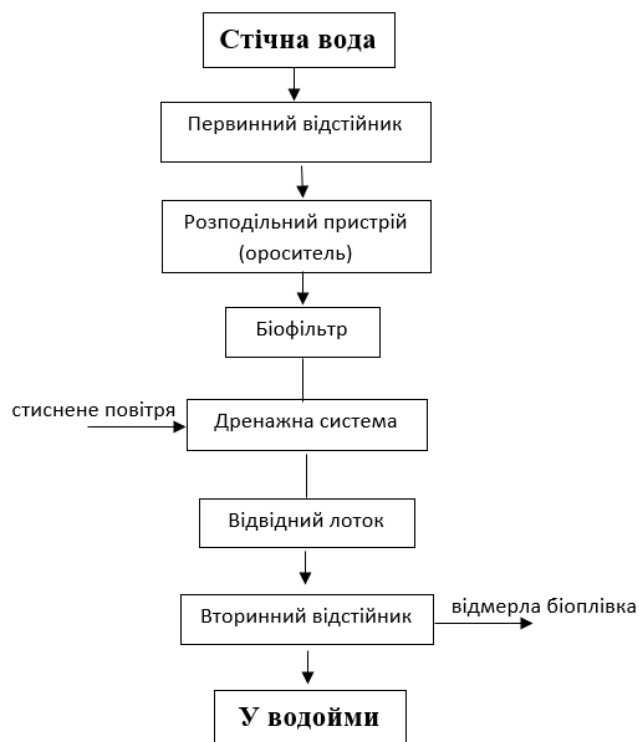 Стічна вода
Первинний відстійник
Розподільний пристрій
(ороситель)
Біофільтр
стиснене повітря
Дренажна система
Відвідний лоток
Вторинний відстійник
відмерла біоплівка
У водойми